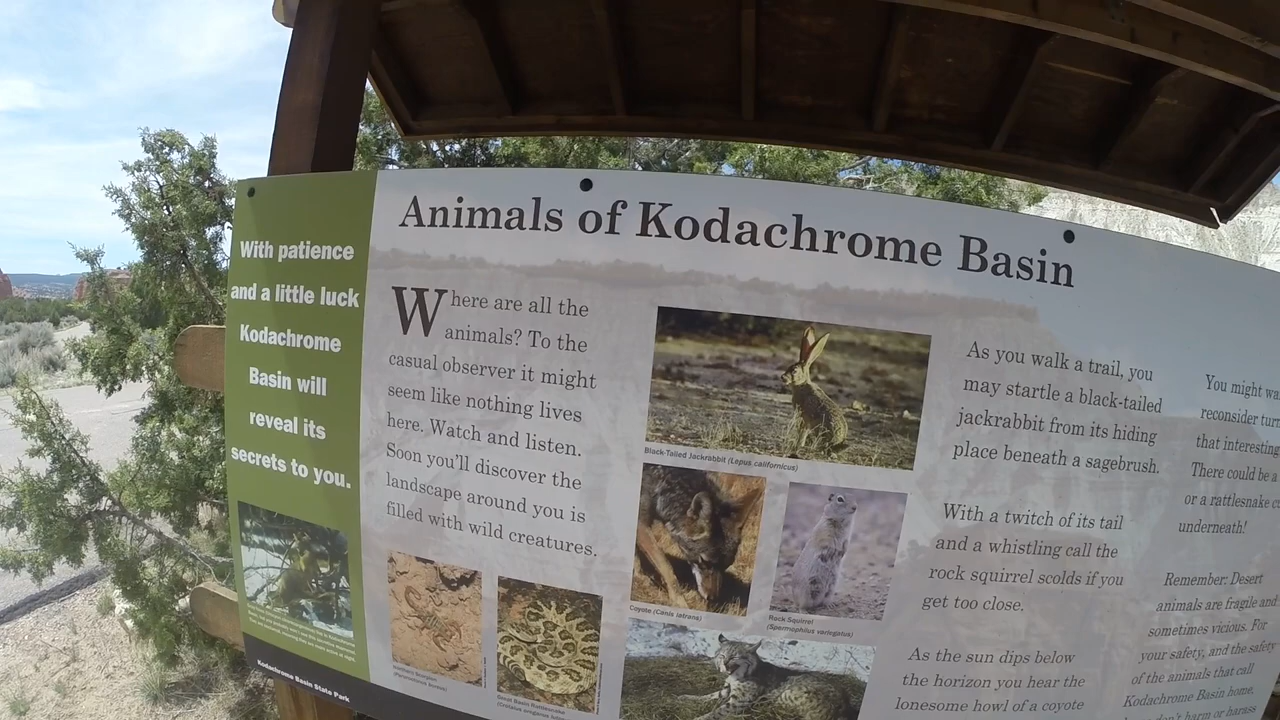 Animals of Kodachrome Basin
With patience
and a little luck
Kodachrome
Basin will
reveal its
secrets to you.
Kodachrome Basin State Park
Where are all the
animals? To the
casual observer it might
seem like nothing lives
here. Watch and listen.
Soon you'll discover the
landscape around you is
filled with wild creatures.
Black-Tailed Jackrabbit (Lepus californicus)
Coyote (Canis latrans)
Rock Squirrel
(Spermophilus variegatus)
As you walk a trail, you
may startle a black-tailed
jackrabbit from its hiding
place beneath a sagebrush.
With a twitch of its tail
and a whistling call the
rock squirrel scolds if you
get too close.
As the sun dips below
the horizon you hear the
lonesome howl of a coyote
You might
reconsider
that interesting
There could be a
or a rattlesnake
underneath!
Remember: Desert
animals are fragile and
sometimes vicious. For
your safety, and the safety
of the animals that call
Kodachrome Basin home,
don't harm or harass